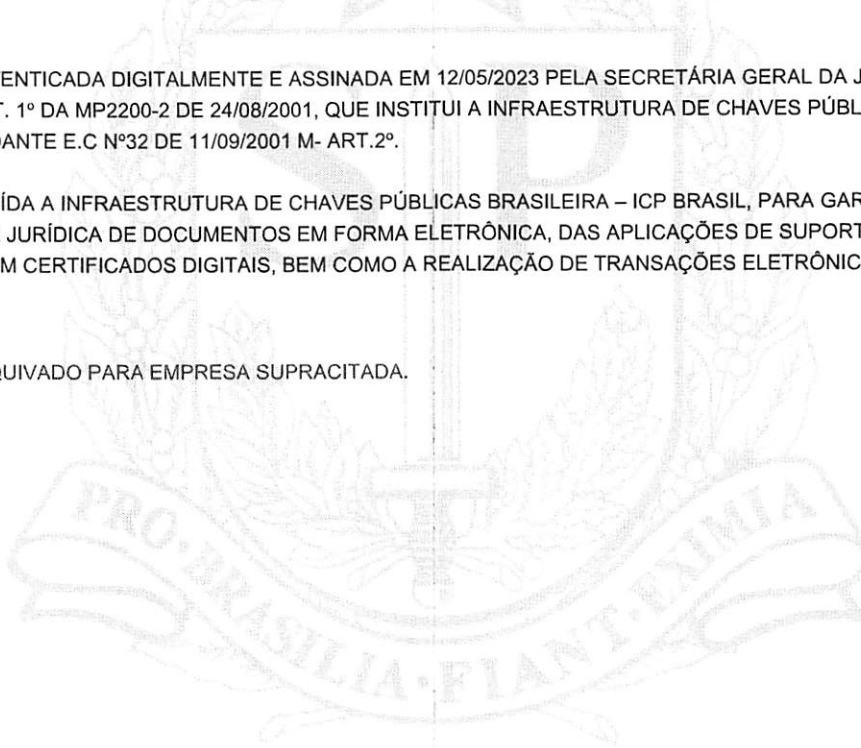 ENTICADA DIGITALMENTE E ASSINADA EM 12/05/2023 PELA SECRETÁRIA GERAL DA J
T. 1º DA MP2200-2 DE 24/08/2001, QUE INSTITUI A INFRAESTRUTURA DE CHAVES PÚBL
DANTE E.C Nº32 DE 11/09/2001 M- ART.2º.
ÍDA A INFRAESTRUTURA DE CHAVES PÚBLICAS BRASILEIRA – ICP BRASIL, PARA GAR
JURÍDICA DE DOCUMENTOS EM FORMA ELETRÔNICA, DAS APLICAÇÕES DE SUPORT
M CERTIFICADOS DIGITAIS, BEM COMO A REALIZAÇÃO DE TRANSAÇÕES ELETRÔNIC
QUIVADO PARA EMPRESA SUPRACITADA.
SP
PRO·BRASILIA·FIANT·EXIMIA